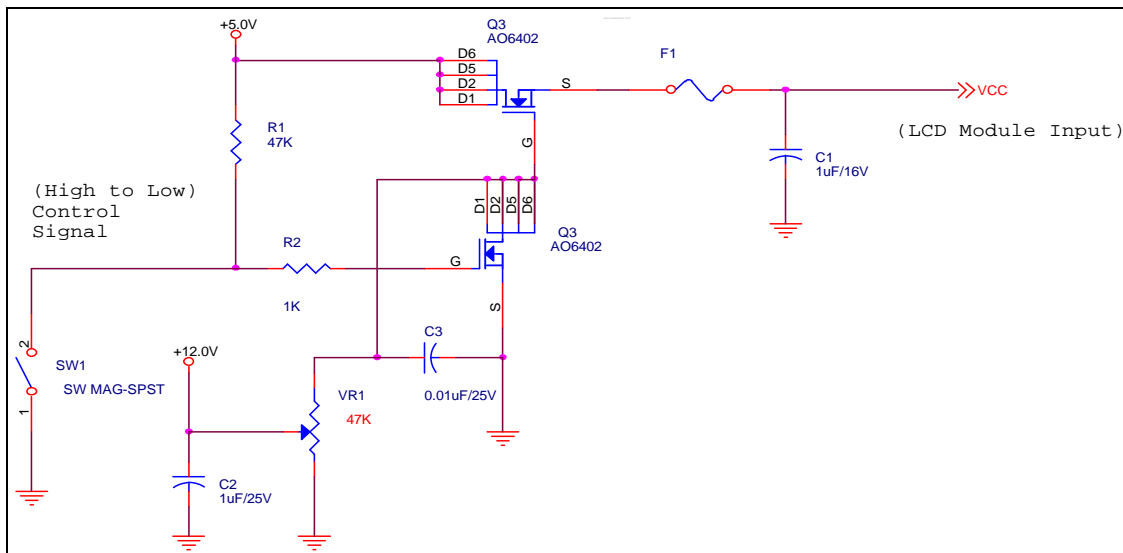 +5.0V
Q3
AO6402
D6
D5
D2
D1
S
G
F1
VCC
(LCD Module Input)
R1
47K
C1
1uF/16V
(High to Low)
Control
Signal
D1
D2
D5
D6
Q3
AO6402
R2
G
1K
S
C3
0.01uF/25V
2
SW1
SW MAG-SPST
1
+12.0V
VR1
47K
C2
1uF/25V